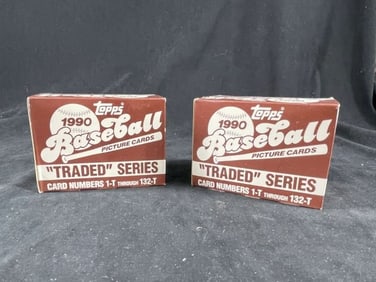 topps
1990
Baseball
PICTURE CARDS
"TRADED" SERIES
CARD NUMBERS 1-T THROUGH 132-T
topps
1990
Baseball
PICTURE CARDS
"TRADED" SERIES
CARD NUMBERS 1-T THROUGH 132-T